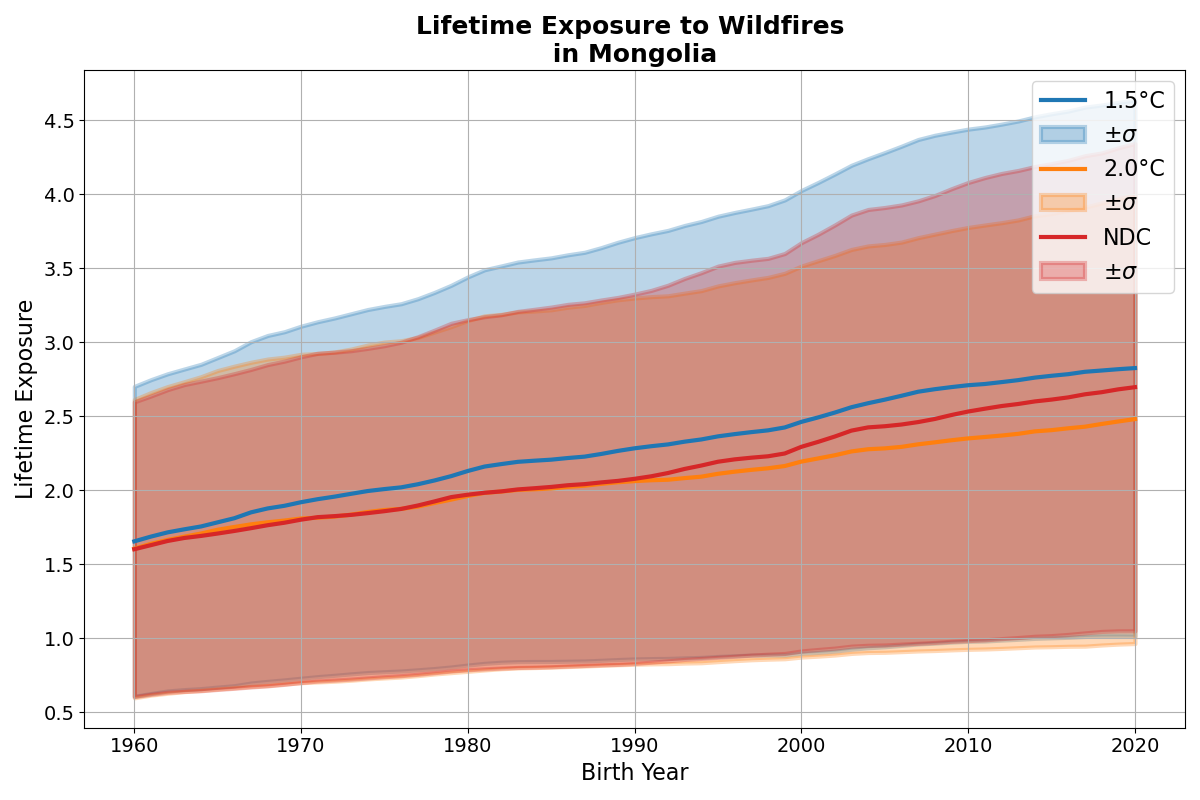 Lifetime Exposure to Wildfires
in Mongolia
4.5
4.0
3.5
3.0
2.5
2.0
1.5
1.0
0.5
Lifetime Exposure
1960
1970
1980
1990
2000
2010
2020
Birth Year
1.5°C
±σ
2.0°C
±σ
NDC
±σ